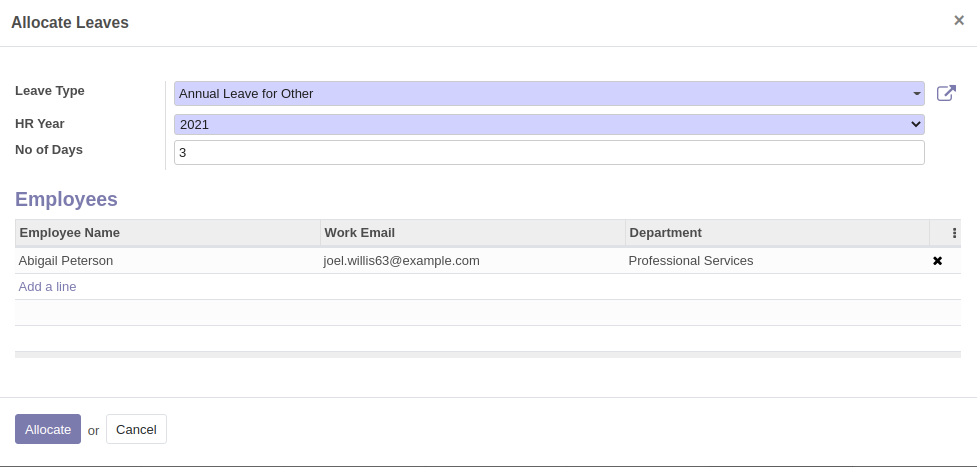 Allocate Leaves ×
Leave Type Annual Leave for Other
HR Year 2021
No of Days 3
Employees
Employee Name Work Email Department
Abigail Peterson joel.willis63@example.com Professional Services
Add a line
Allocate or Cancel